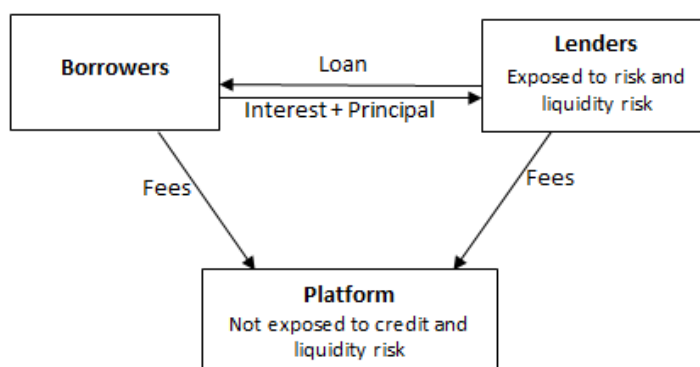 Borrowers
Loan
Interest + Principal
Lenders
Exposed to risk and
liquidity risk
Fees
Fees
Platform
Not exposed to credit and
liquidity risk